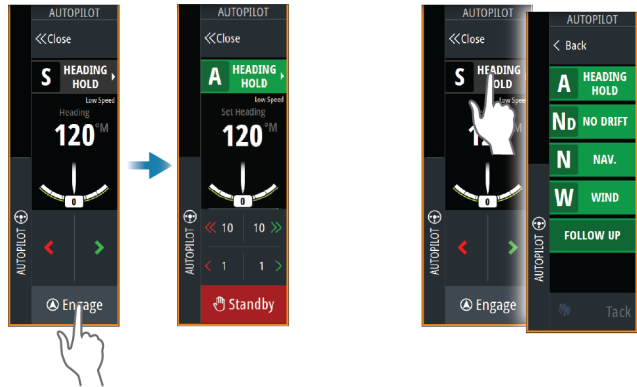 AUTOPILOT
Close
S HEADING
HOLD
Low Speed
Heading
120°M
0
AUTOPILOT
Engage
AUTOPILOT
Close
A HEADING
HOLD
Low Speed
Set Heading
120°M
0
10 10
1 1
AUTOPILOT
Standby
AUTOPILOT
Close
S HEADING
HOLD
Low Spee
AUTOPILOT
Engage
AUTOPILOT
Back
A HEADING
HOLD
ND NO DRIFT
N NAV.
W WIND
FOLLOW UP
AUTOPILOT
Tack